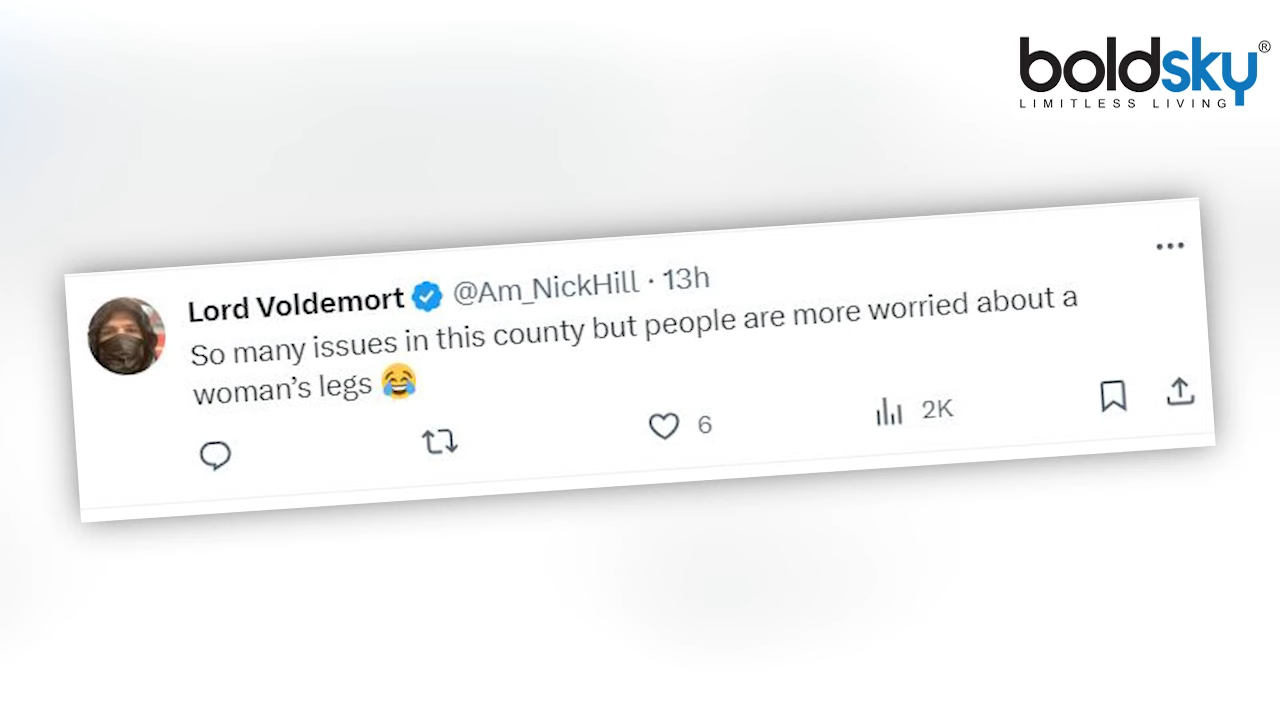 boldsky®
LIMITLESS LIVING
Lord Voldemort @Am_NickHill · 13h
So many issues in this county but people are more worried about a
woman’s legs 😂
6
2K